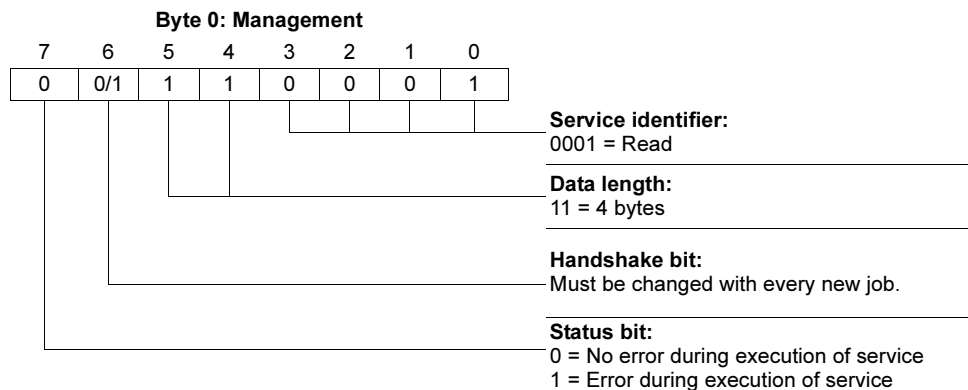 Byte 0: Management
7 6 5 4 3 2 1 0
0 0/1 1 1 0 0 0 1
Service identifier:
0001 = Read
Data length:
11 = 4 bytes
Handshake bit:
Must be changed with every new job.
Status bit:
0 = No error during execution of service
1 = Error during execution of service